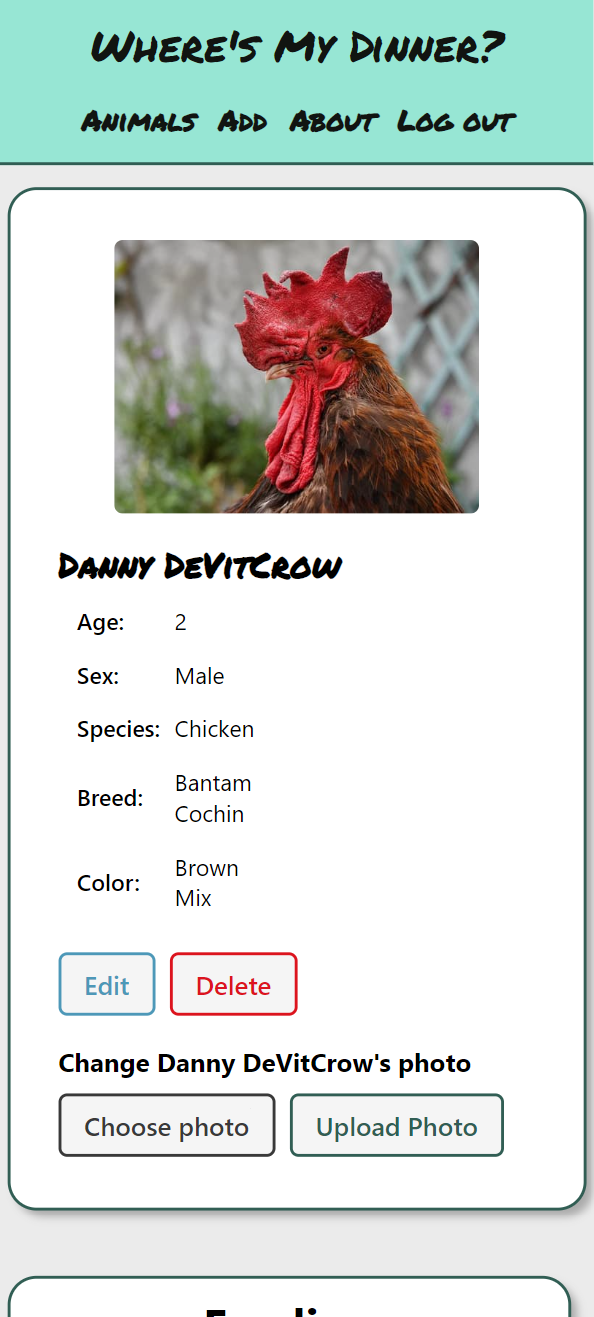 Where's My Dinner?
Animals Add About Log out
Danny DeVitCrow
Age: 2
Sex: Male
Species: Chicken
Breed: Bantam
Cochin
Color: Brown
Mix
Edit Delete
Change Danny DeVitCrow's photo
Choose photo Upload Photo